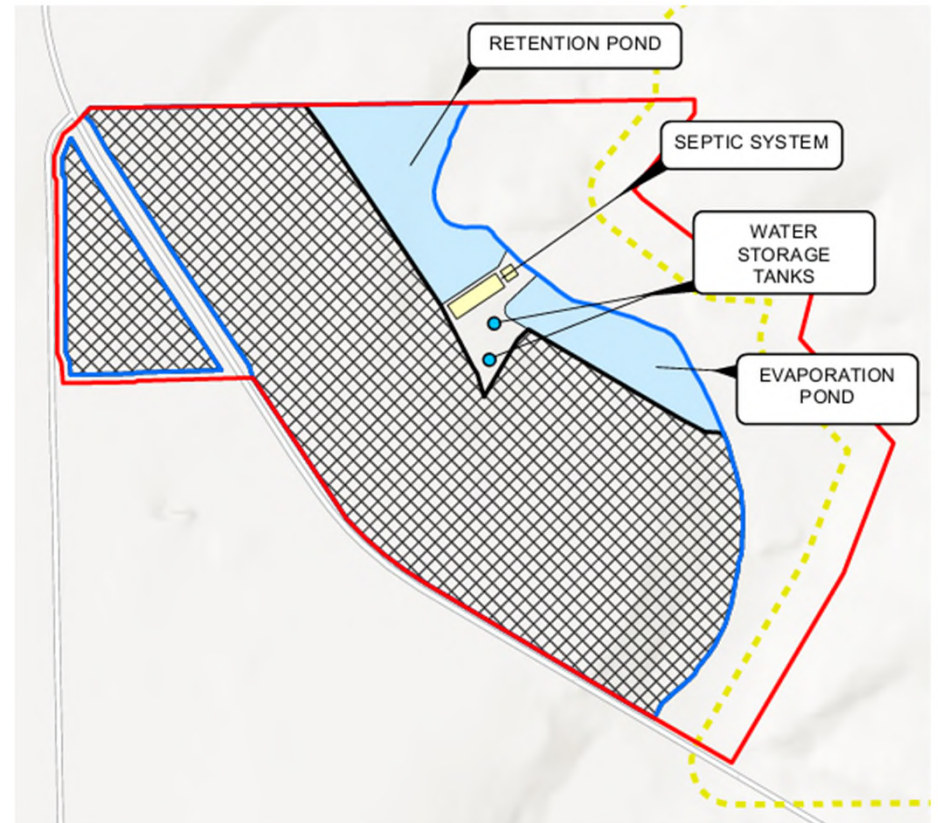 RETENTION POND
SEPTIC SYSTEM
WATER
STORAGE
TANKS
EVAPORATION
POND